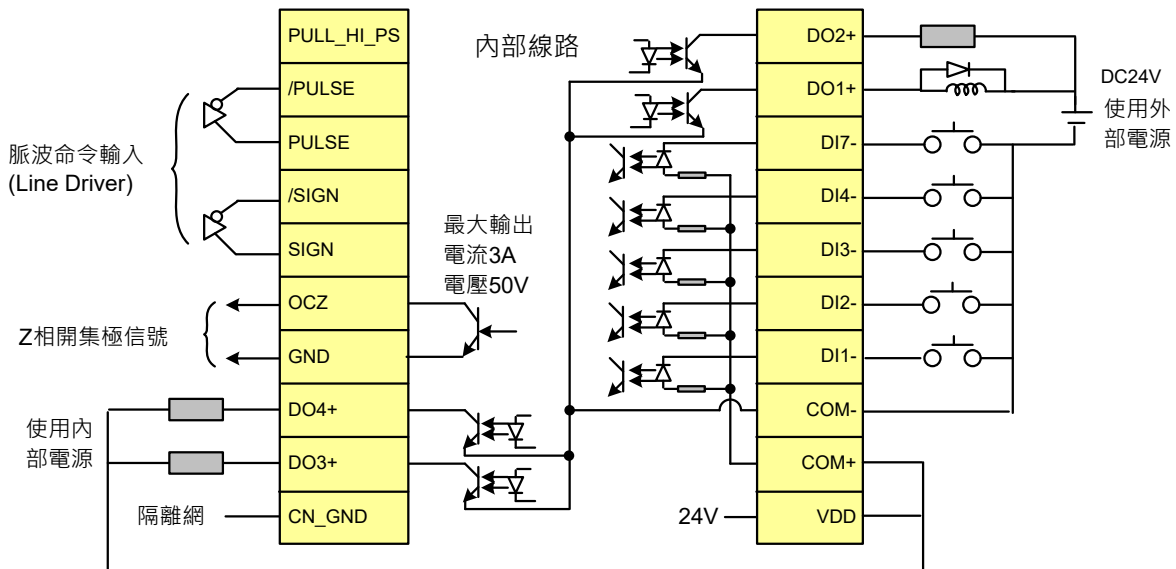 PULL_HI_PS
/PULSE
PULSE
/SIGN
SIGN
OCZ
GND
DO4+
DO3+
CN_GND
脈波命令輸入
(Line Driver)
Z相開集極信號
使用內
部電源
隔離網
最大輸出
電流3A
電壓50V
內部線路
DO2+
DO1+
DI7-
DI4-
DI3-
DI2-
DI1-
COM-
COM+
VDD
24V
DC24V
使用外
部電源